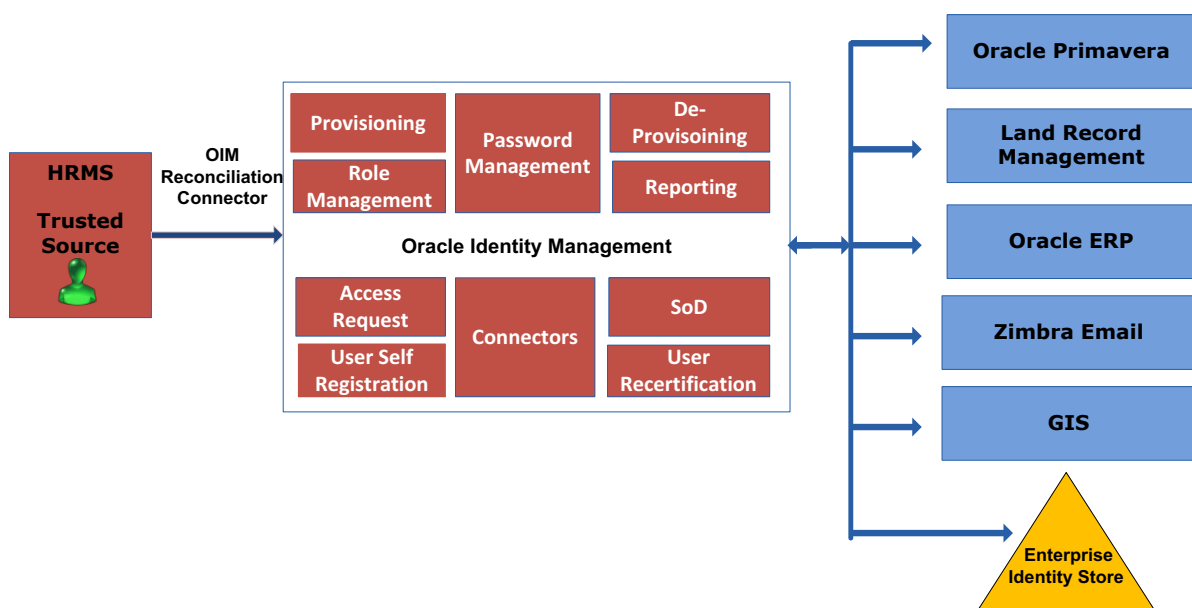 HRMS
Trusted
Source
OIM
Reconciliation
Connector
Provisioning
Role
Management
Password
Management
De-
Provisoining
Reporting
Oracle Identity Management
Access
Request
User Self
Registration
Connectors
SoD
User
Recertification
Oracle Primavera
Land Record
Management
Oracle ERP
Zimbra Email
GIS
Enterprise
Identity Store